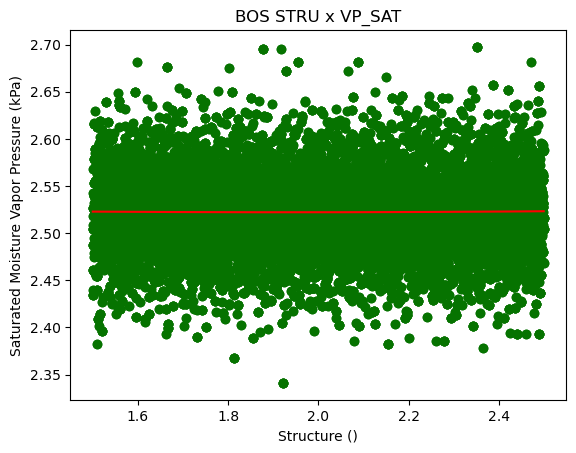 BOS STRU x VP_SAT
Saturated Moisture Vapor Pressure (kPa)
2.70
2.65
2.60
2.55
2.50
2.45
2.40
2.35
1.6 1.8 2.0 2.2 2.4
Structure ()